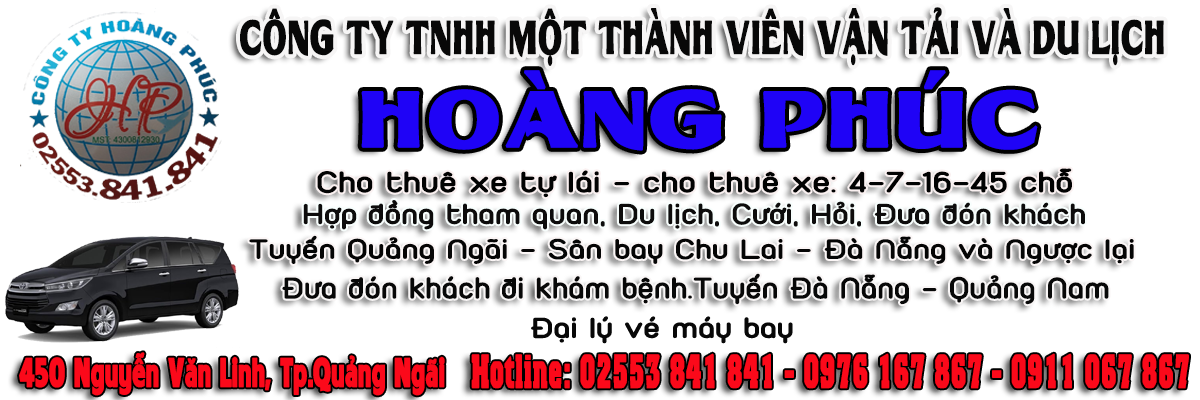 CÔNG TY HOÀNG PHÚC
HP
MST 4300842930
02553.841.841
CÔNG TY TNHH MỘT THÀNH VIÊN VẬN TẢI VÀ DU LỊCH
HOÀNG PHÚC
Cho thuê xe tự lái - cho thuê xe: 4-7-16-45 chỗ
Hợp đồng tham quan, Du lịch, Cưới, Hỏi, Đưa đón khách
Tuyến Quảng Ngãi - Sân bay Chu Lai - Đà Nẵng và Ngược lại
Đưa đón khách đi khám bệnh.Tuyến Đà Nẵng - Quảng Nam
Đại lý vé máy bay
450 Nguyễn Văn Linh, Tp.Quảng Ngãi Hotline: 02553 841 841 - 0976 167 867 - 0911 067 867